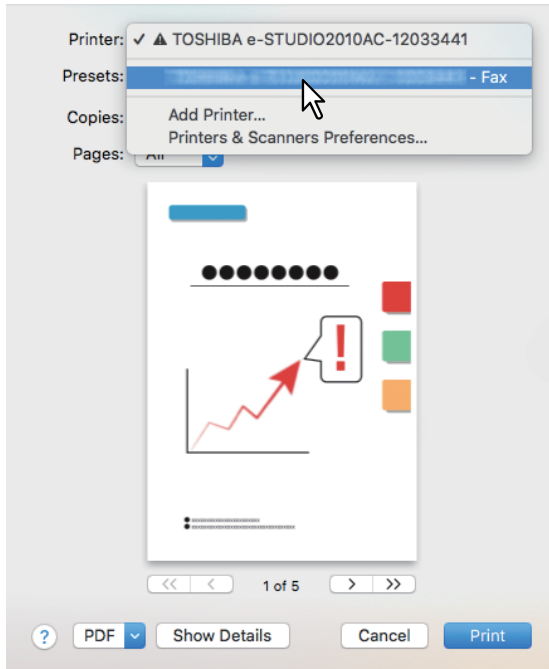 Printer: ✓ ⚠ TOSHIBA e-STUDIO2010AC-12033441
Presets: - Fax
Copies: Add Printer...
Printers & Scanners Preferences...
Pages: All
!
<< < 1 of 5 > >>
? PDF Show Details Cancel Print